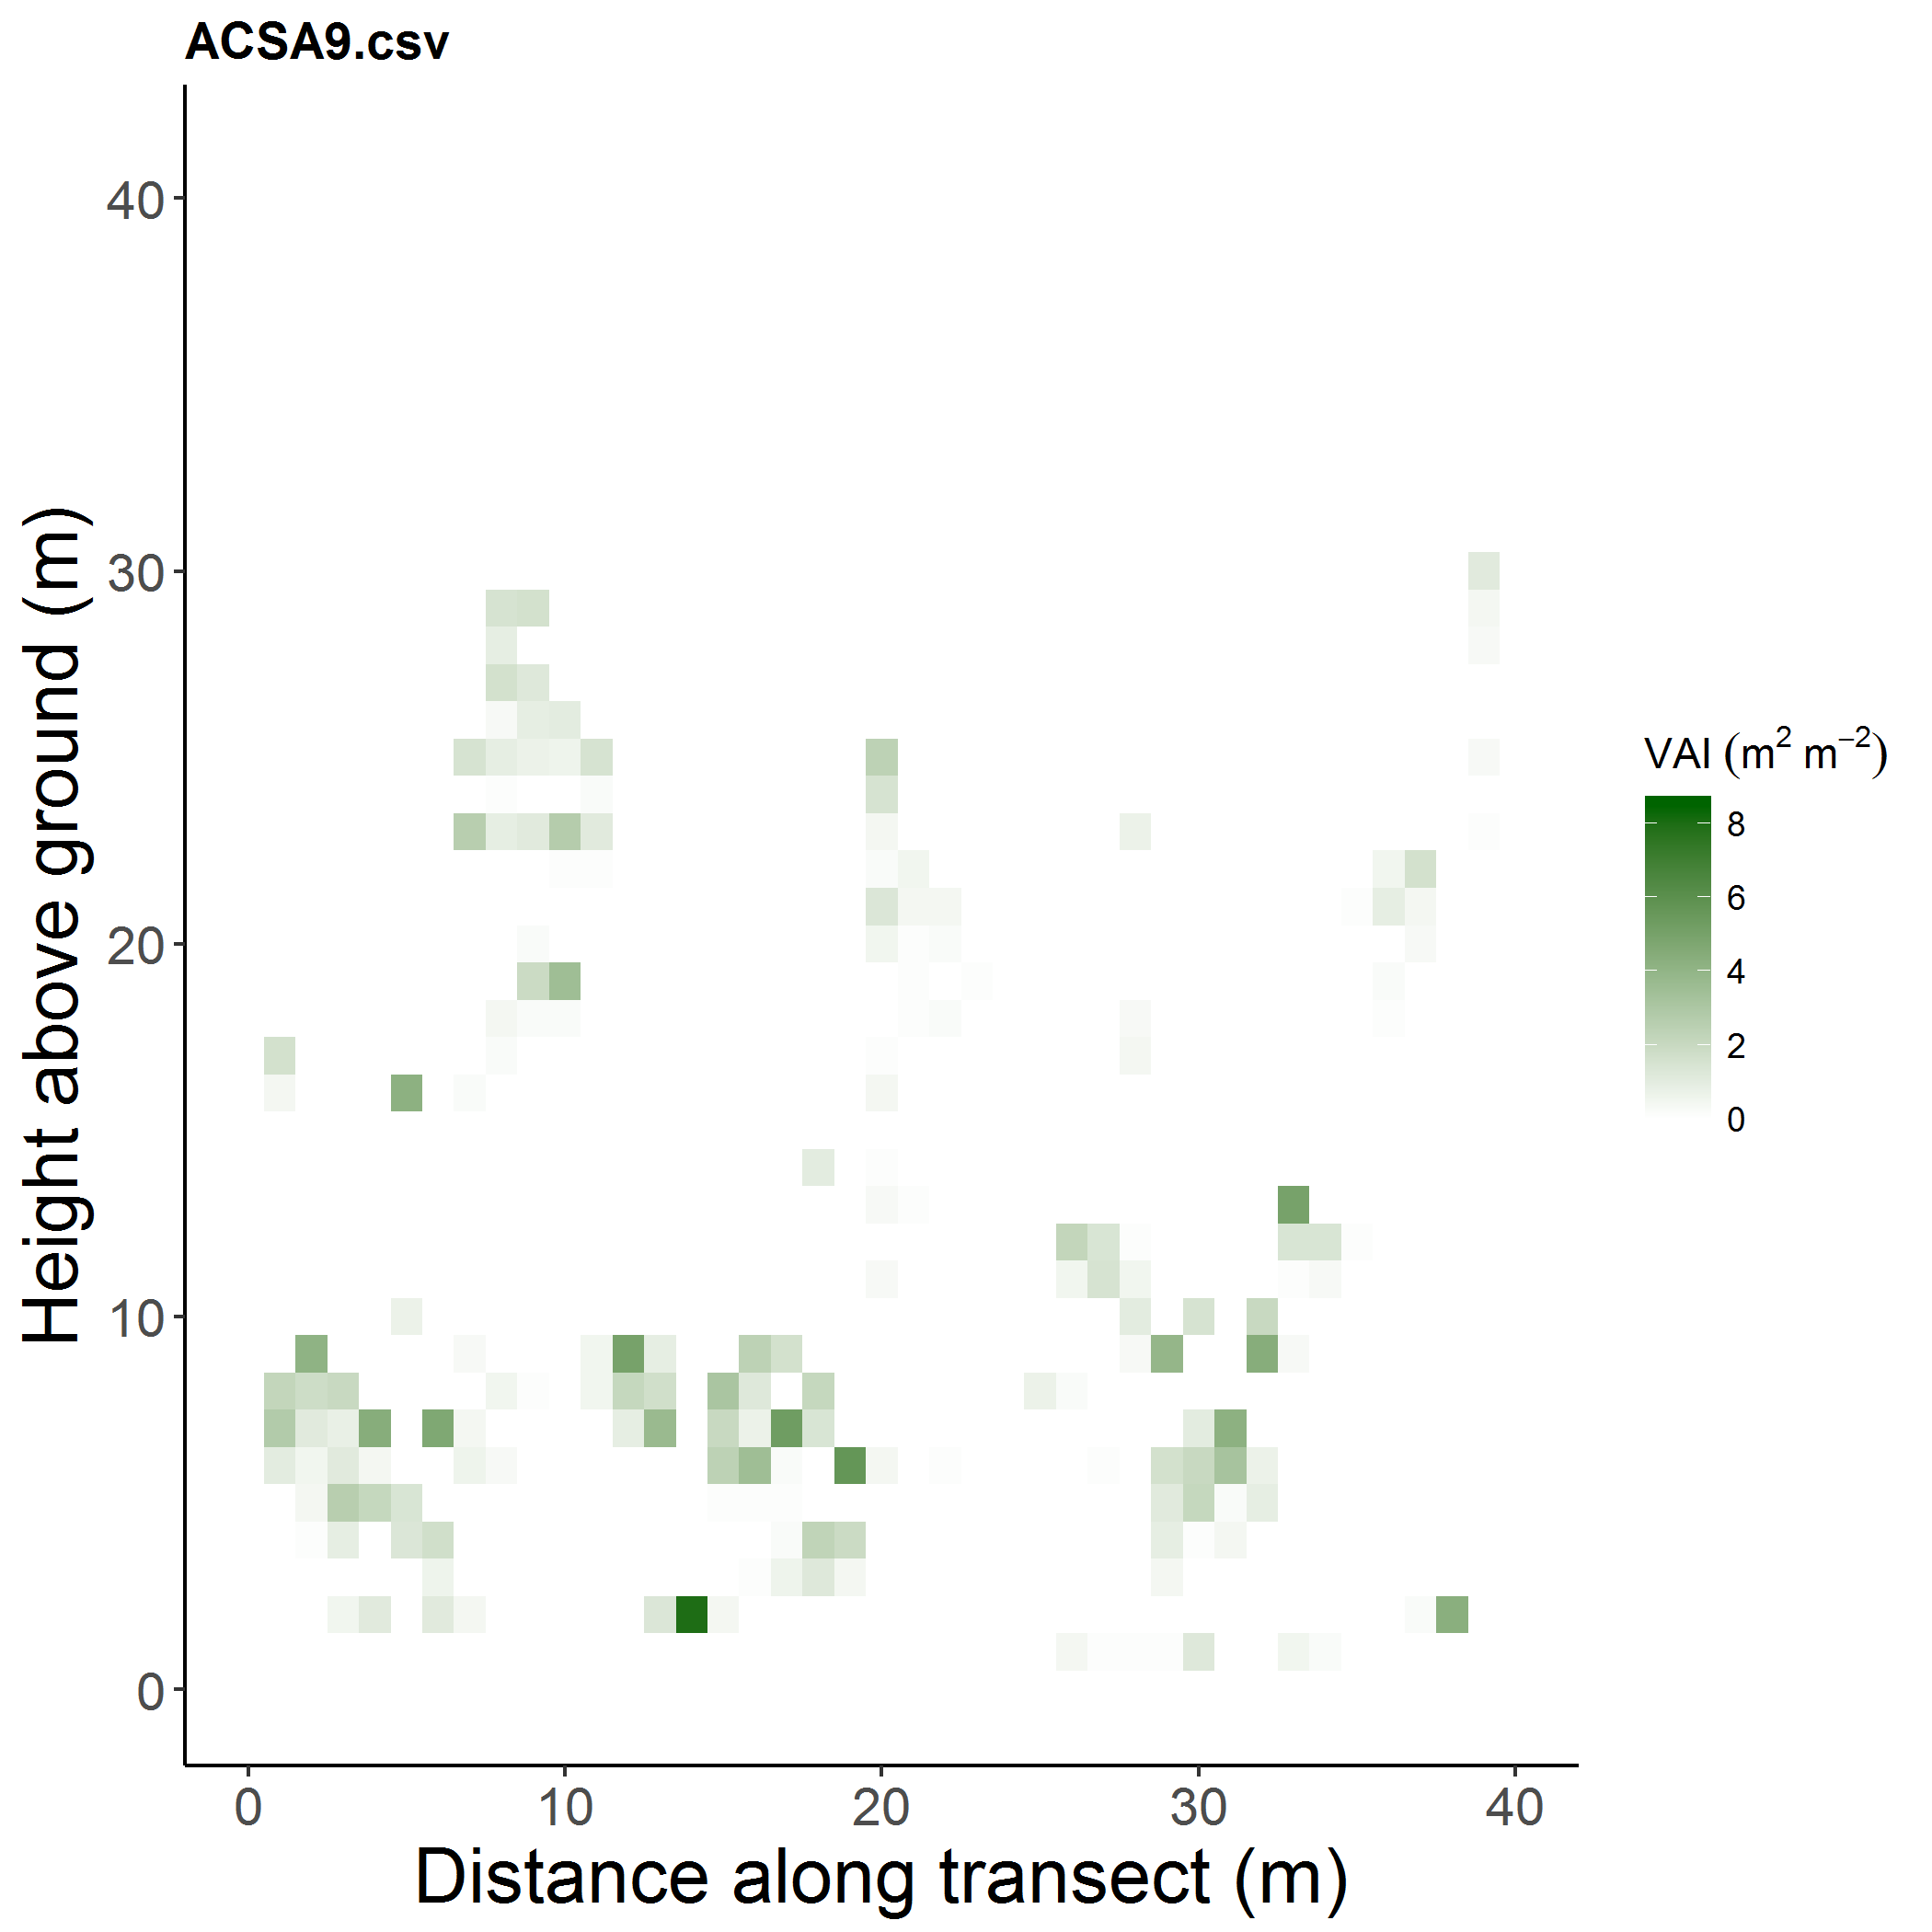 ACSA9.csv
Height above ground (m)
40
30
20
10
0
0 10 20 30 40
Distance along transect (m)
VAI (m² m⁻²)
8
6
4
2
0